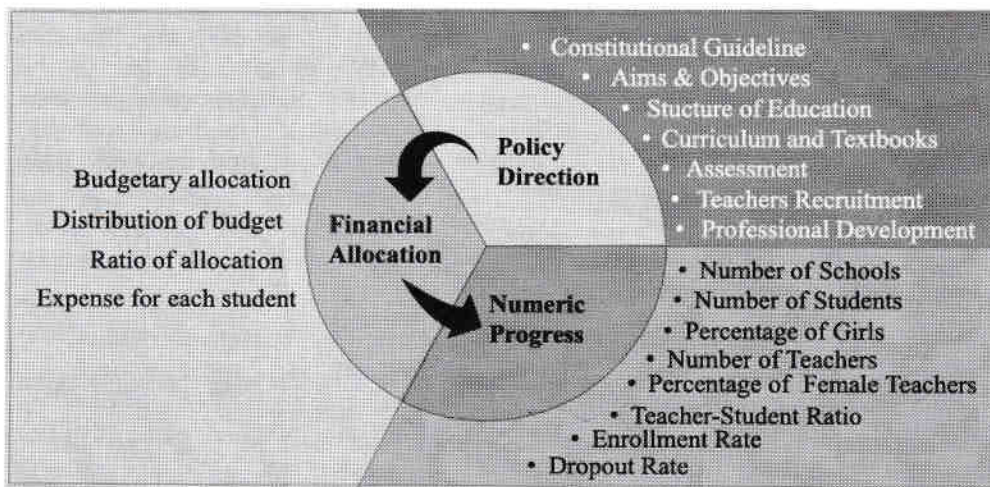 • Constitutional Guideline
• Aims & Objectives
• Stucture of Education
• Curriculum and Textbooks
• Assessment
• Teachers Recruitment
• Professional Development
Policy
Direction
Budgetary allocation
Distribution of budget
Ratio of allocation
Expense for each student
Financial
Allocation
Numeric
Progress
• Number of Schools
• Number of Students
• Percentage of Girls
• Number of Teachers
• Percentage of Female Teachers
• Teacher-Student Ratio
• Enrollment Rate
• Dropout Rate